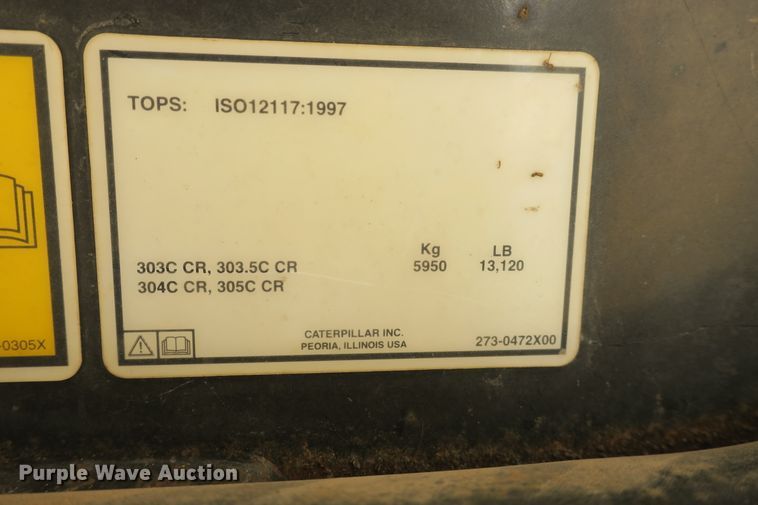 TOPS: ISO12117:1997
Kg LB
303C CR, 303.5C CR 5950 13,120
304C CR, 305C CR
CATERPILLAR INC.
PEORIA, ILLINOIS USA
273-0472X00
-0305X
Purple Wave Auction